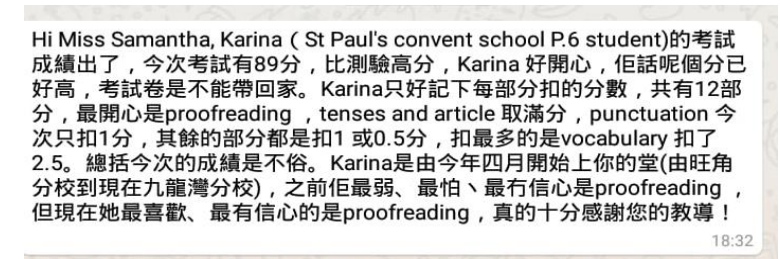 Hi Miss Samantha, Karina ( St Paul's convent school P.6 student)的考試
成績出了，今次考試有89分，比測驗高分，Karina 好開心，佢話呢個分已
好高，考試卷是不能帶回家。Karina只好記下每部分扣的分數，共有12部
分，最開心是proofreading ，tenses and article 取滿分，punctuation 今
次只扣1分，其餘的部分都是扣1 或0.5分，扣最多的是vocabulary 扣了
2.5。總括今次的成績是不俗。Karina是由今年四月開始上你的堂(由旺角
分校到現在九龍灣分校)，之前佢最弱、最怕丶最冇信心是proofreading ，
但現在她最喜歡、最有信心的是proofreading，真的十分感謝您的教導！
18:32